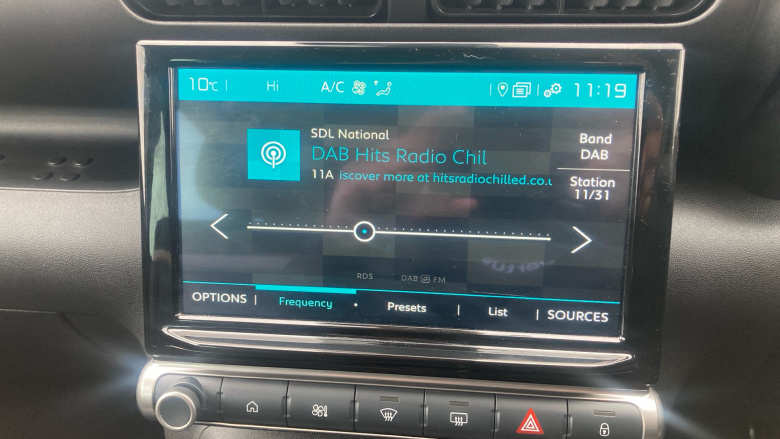 10°C | Hi A/C 11:19
SDL National
DAB Hits Radio Chil
11A iscover more at hitsradiochilled.co.u
Band
DAB
Station
11/31
RDS DAB FM
OPTIONS | Frequency • Presets | List | SOURCES